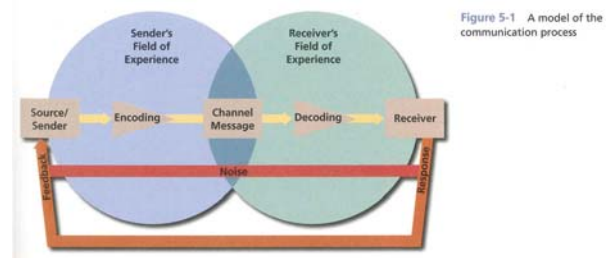 Figure 5-1 A model of the
communication process
Sender's
Field of
Experience
Receiver's
Field of
Experience
Source/
Sender
Encoding
Channel
Message
Decoding
Receiver
Noise
Feedback
Response